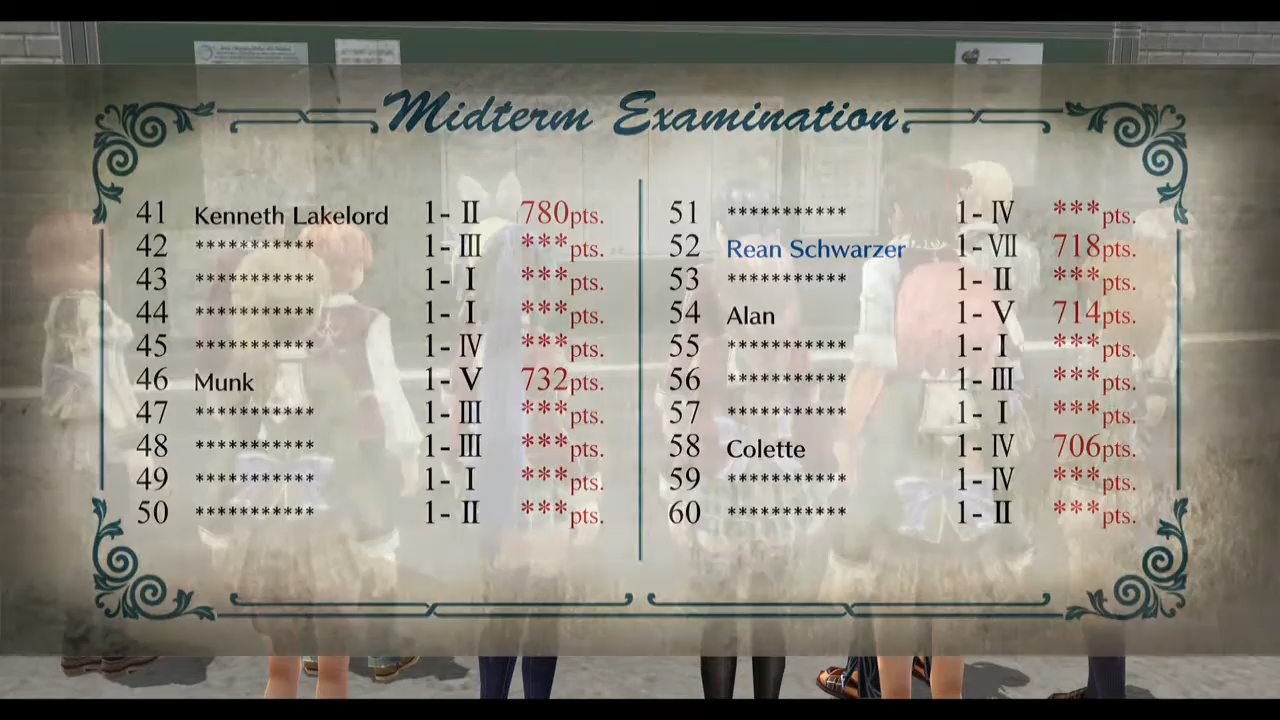 Midterm Examination
41 Kenneth Lakelord 1 - II 780pts.
42 *********** 1 - III ***pts.
43 *********** 1 - I ***pts.
44 *********** 1 - I ***pts.
45 *********** 1 - IV ***pts.
46 Munk 1 - V 732pts.
47 *********** 1 - III ***pts.
48 *********** 1 - III ***pts.
49 *********** 1 - I ***pts.
50 *********** 1 - II ***pts.
51 *********** 1 - IV ***pts.
52 Rean Schwarzer 1 - VII 718pts.
53 *********** 1 - II ***pts.
54 Alan 1 - V 714pts.
55 *********** 1 - I ***pts.
56 *********** 1 - III ***pts.
57 *********** 1 - I ***pts.
58 Colette 1 - IV 706pts.
59 *********** 1 - IV ***pts.
60 *********** 1 - II ***pts.